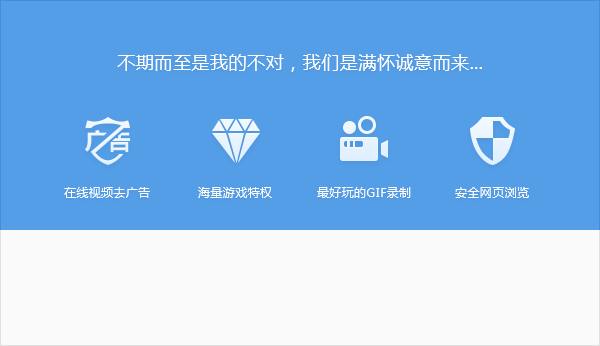 不期而至是我的不对，我们是满怀诚意而来...
广告
在线视频去广告
海量游戏特权
最好玩的GIF录制
安全网页浏览